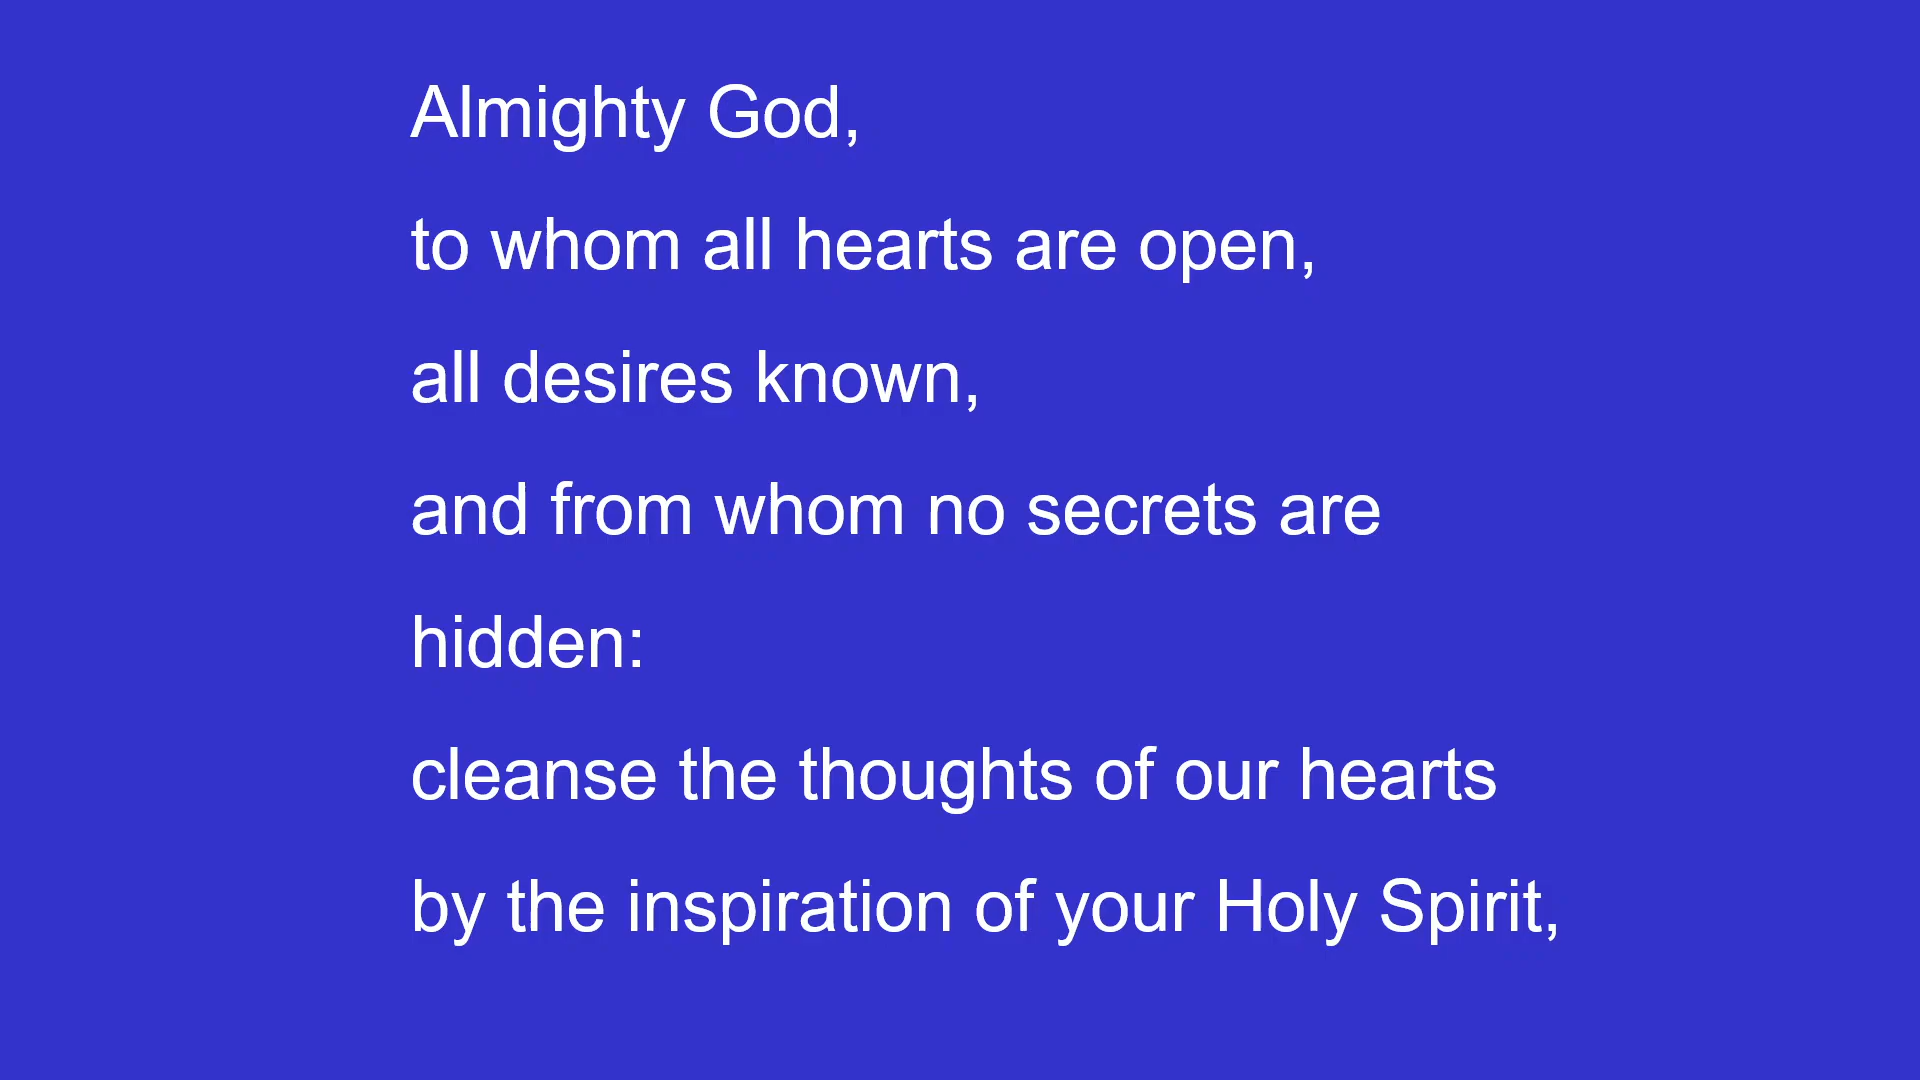 Almighty God,
to whom all hearts are open,
all desires known,
and from whom no secrets are
hidden:
cleanse the thoughts of our hearts
by the inspiration of your Holy Spirit,